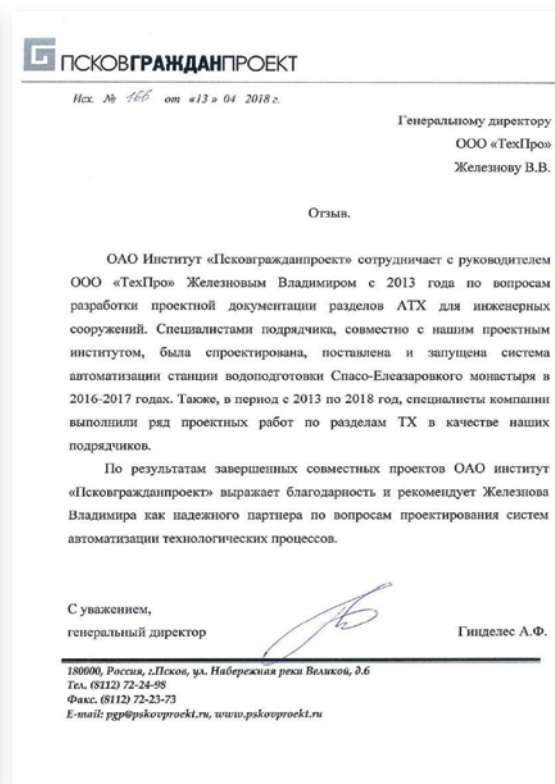 ПСКОВГРАЖДАНПРОЕКТ
Исх. № 166 от «13» 04 2018 г.
Генеральному директору
ООО «ТехПро»
Железнову В.В.
Отзыв.
ОАО Институт «Псковгражданпроект» сотрудничает с руководителем
ООО «ТехПро» Железновым Владимиром с 2013 года по вопросам
разработки проектной документации разделов АТХ для инженерных
сооружений. Специалистами подрядчика, совместно с нашим проектным
институтом, была спроектирована, поставлена и запущена система
автоматизации станции водоподготовки Спасо-Елеазаровкого монастыря в
2016-2017 годах. Также, в период с 2013 по 2018 год, специалисты компании
выполнили ряд проектных работ по разделам ТХ в качестве наших
подрядчиков.
По результатам завершенных совместных проектов ОАО институт
«Псковгражданпроект» выражает благодарность и рекомендует Железнова
Владимира как надежного партнера по вопросам проектирования систем
автоматизации технологических процессов.
С уважением,
генеральный директор Гинделес А.Ф.
180000, Россия, г.Псков, ул. Набережная реки Великой, д.6
Тел. (8112) 72-24-98
Факс. (8112) 72-23-73
E-mail: pgp@pskovproekt.ru, www.pskovproekt.ru